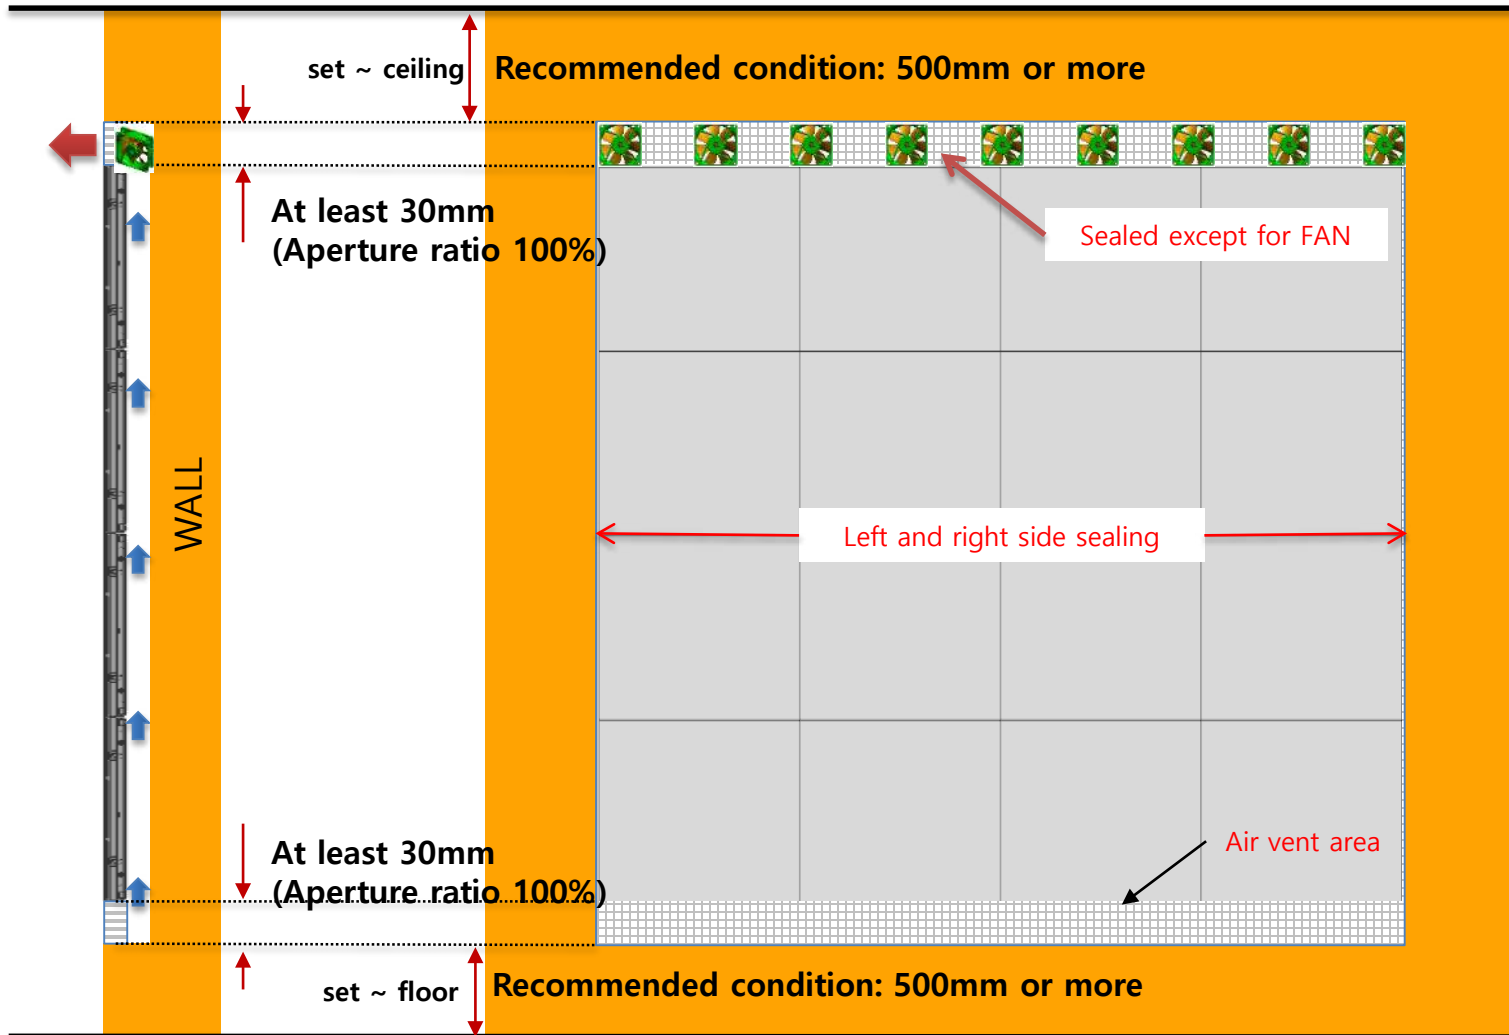 set ~ ceiling
Recommended condition: 500mm or more
At least 30mm
(Aperture ratio 100%)
Sealed except for FAN
WALL
Left and right side sealing
At least 30mm
(Aperture ratio 100%)
Air vent area
set ~ floor
Recommended condition: 500mm or more